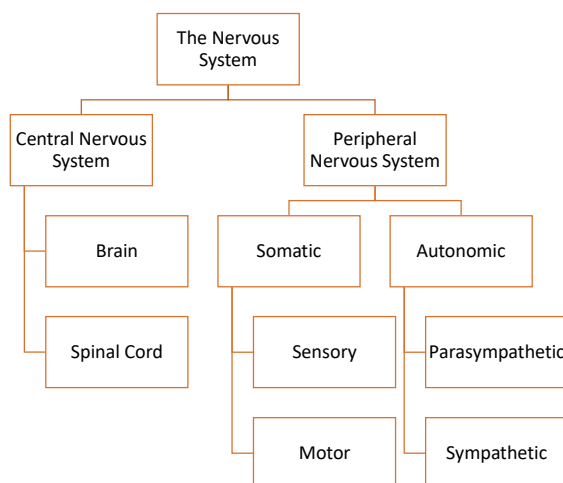 The Nervous
System
Central Nervous
System
Peripheral
Nervous System
Brain
Somatic
Autonomic
Spinal Cord
Sensory
Parasympathetic
Motor
Sympathetic